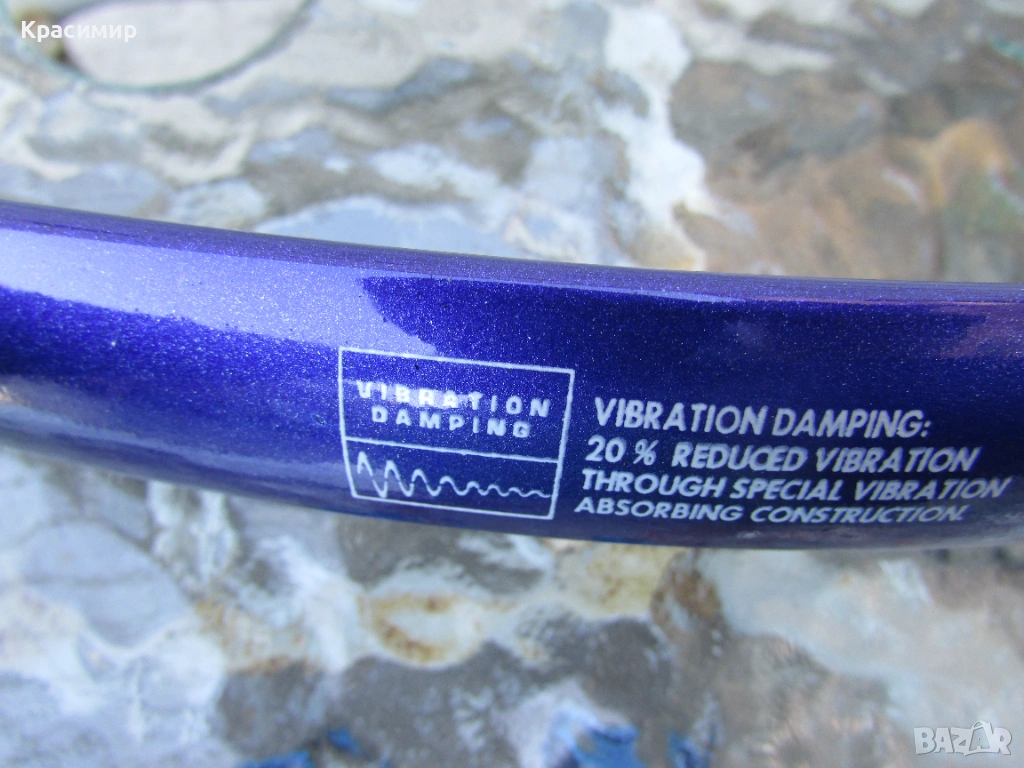 Красимир
VIBRATION
DAMPING
VIBRATION DAMPING:
20 % REDUCED VIBRATION
THROUGH SPECIAL VIBRATION
ABSORBING CONSTRUCTION.
BAZAR